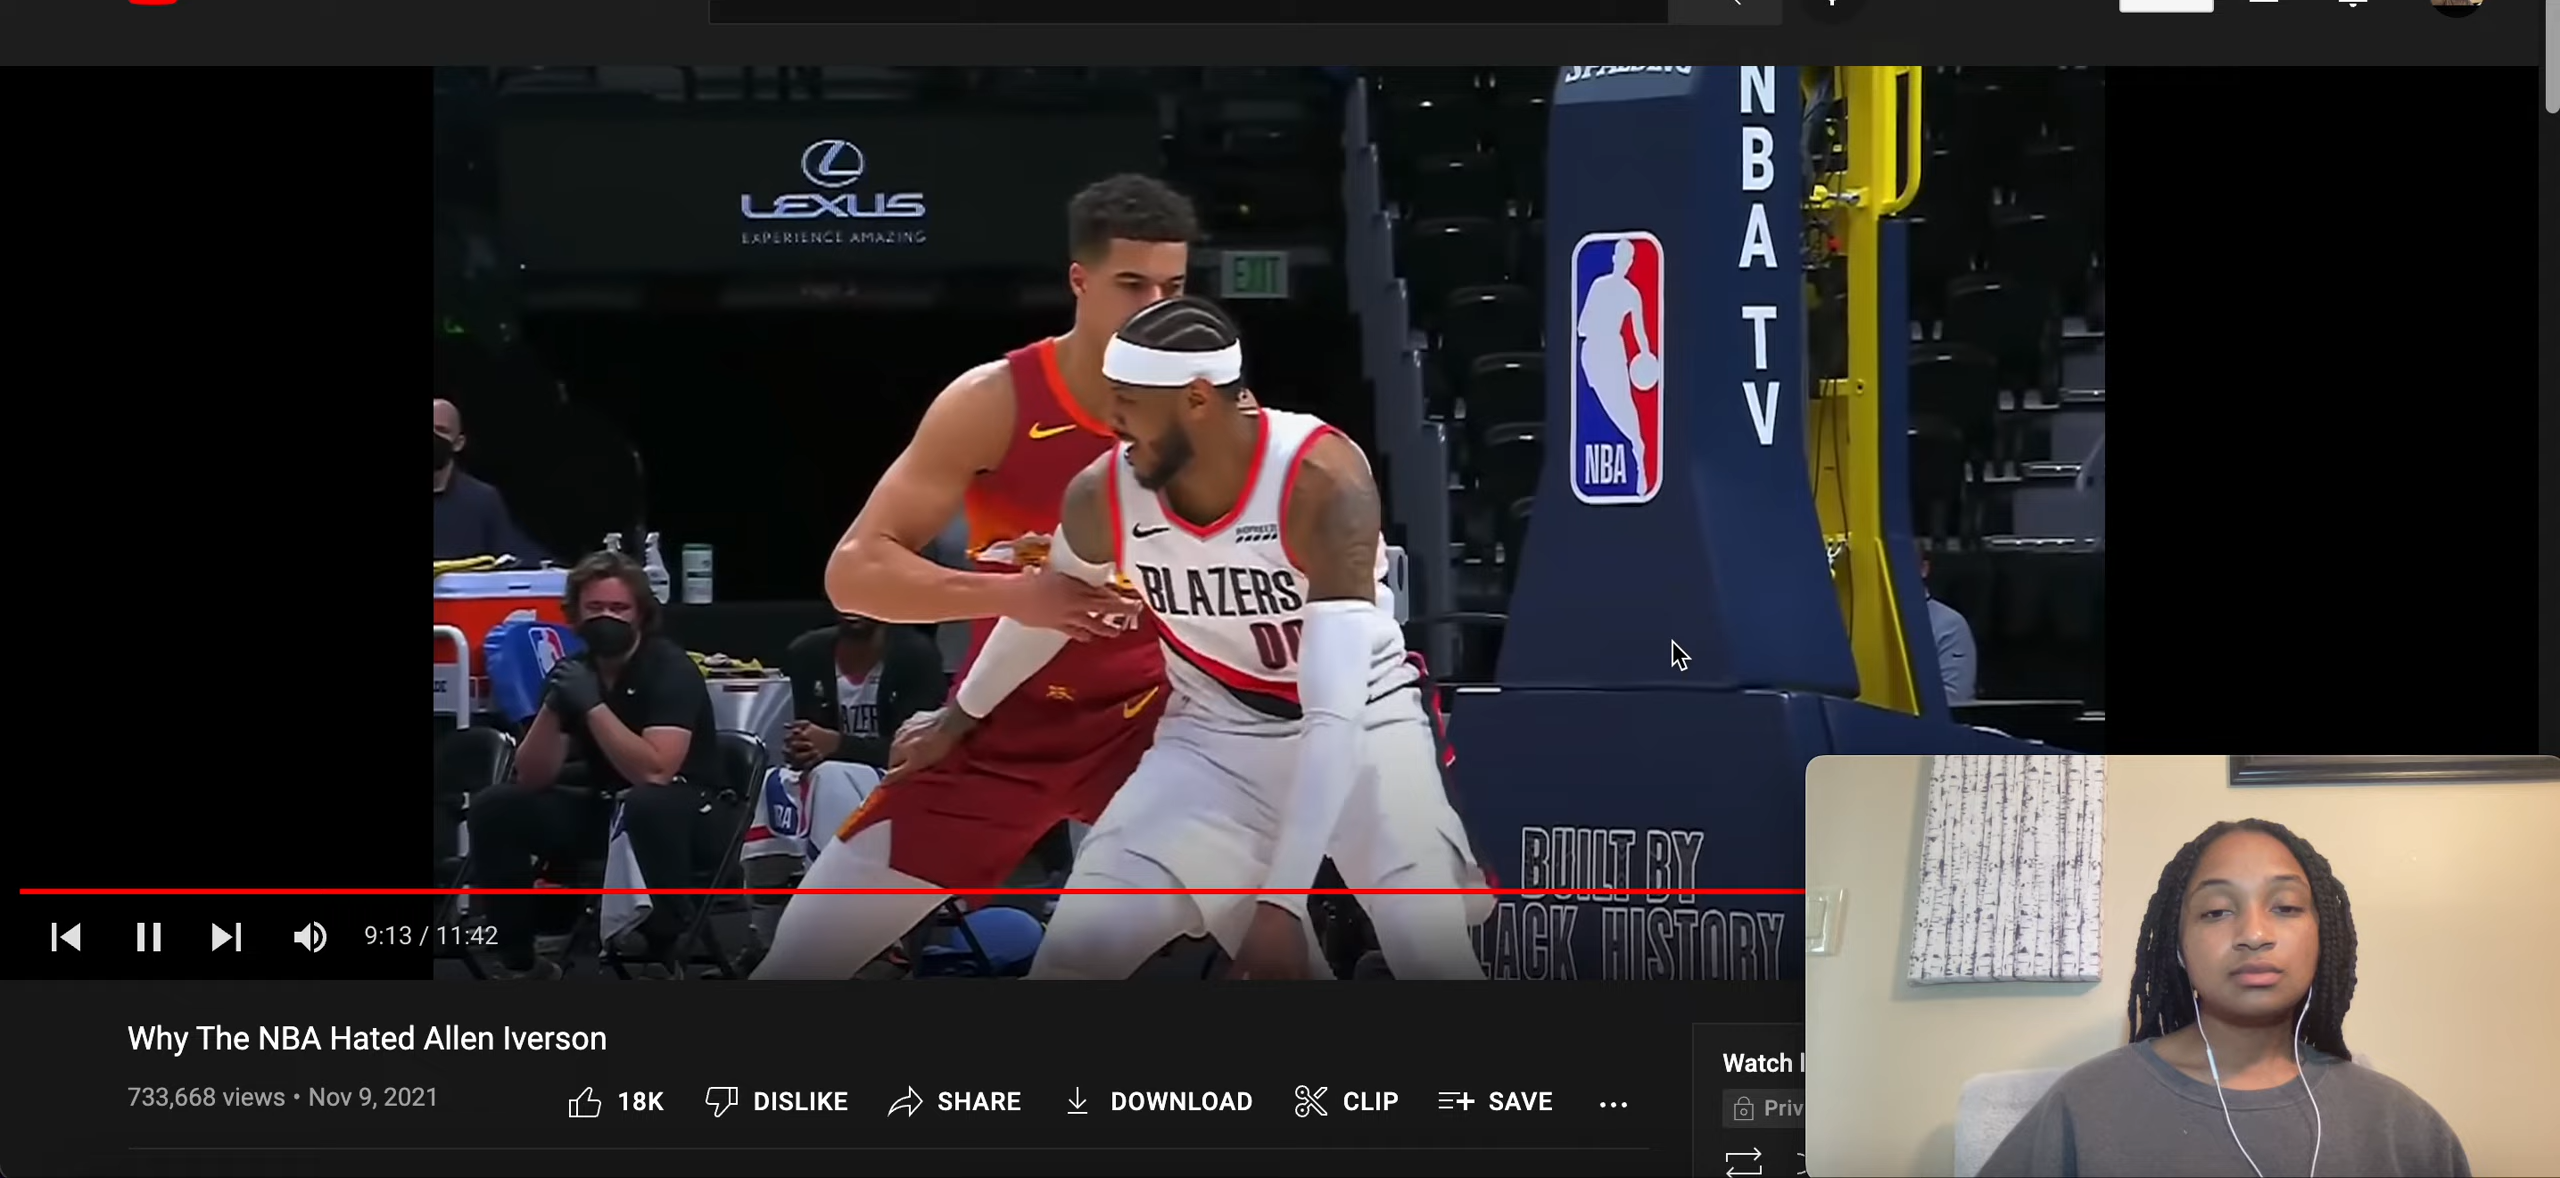 SPALDING
NBA TV
LEXUS
EXPERIENCE AMAZING
EXIT
NBA
BLAZERS
00
BUILT BY
LACK HISTORY
9:13 / 11:42
Why The NBA Hated Allen Iverson
733,668 views • Nov 9, 2021
18K
DISLIKE
SHARE
DOWNLOAD
CLIP
SAVE
Watch
Priv